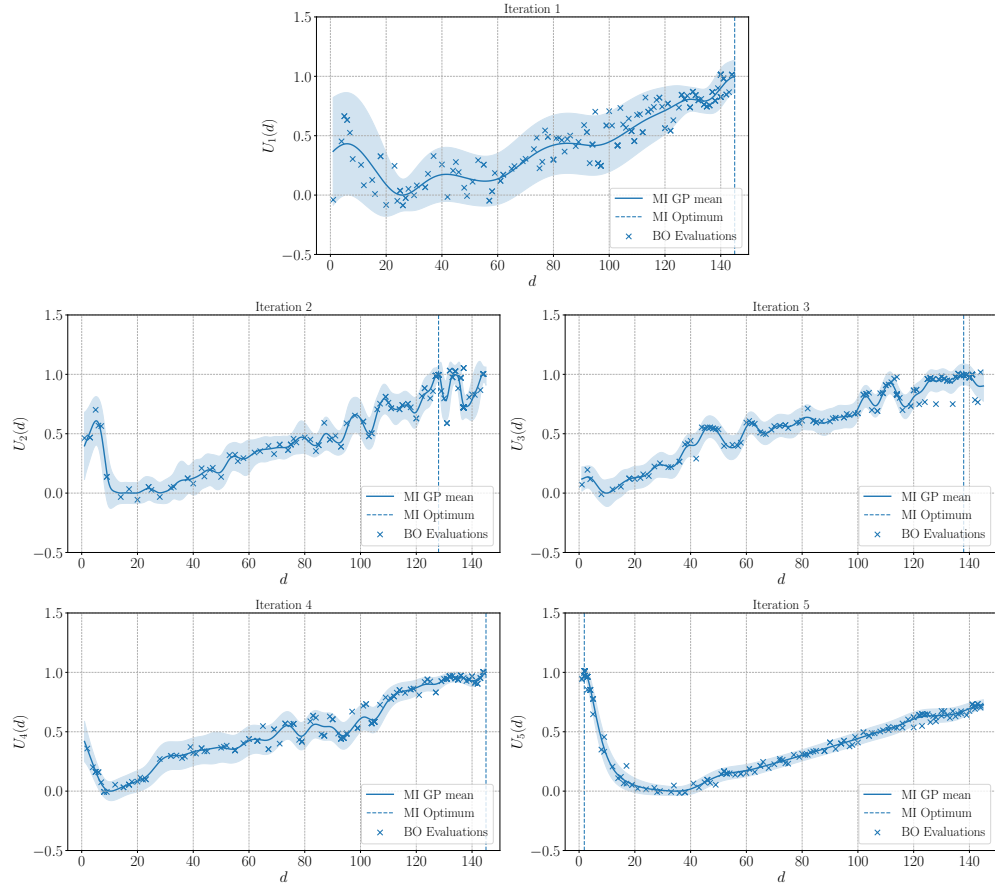 Iteration 1
1.5
1.0
0.5
0.0
−0.5
U1(d)
MI GP mean
MI Optimum
BO Evaluations
0 20 40 60 80 100 120 140
d
Iteration 2
1.5
1.0
0.5
0.0
−0.5
U2(d)
MI GP mean
MI Optimum
BO Evaluations
0 20 40 60 80 100 120 140
d
Iteration 3
1.5
1.0
0.5
0.0
−0.5
U3(d)
MI GP mean
MI Optimum
BO Evaluations
0 20 40 60 80 100 120 140
d
Iteration 4
1.5
1.0
0.5
0.0
−0.5
U4(d)
MI GP mean
MI Optimum
BO Evaluations
0 20 40 60 80 100 120 140
d
Iteration 5
1.5
1.0
0.5
0.0
−0.5
U5(d)
MI GP mean
MI Optimum
BO Evaluations
0 20 40 60 80 100 120 140
d